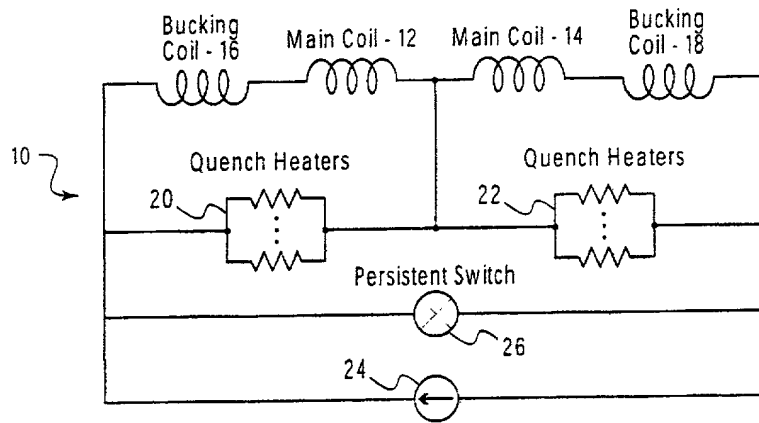 Bucking
Coil - 16
Main Coil - 12
Main Coil - 14
Bucking
Coil - 18
10
Quench Heaters
Quench Heaters
20
22
Persistent Switch
26
24